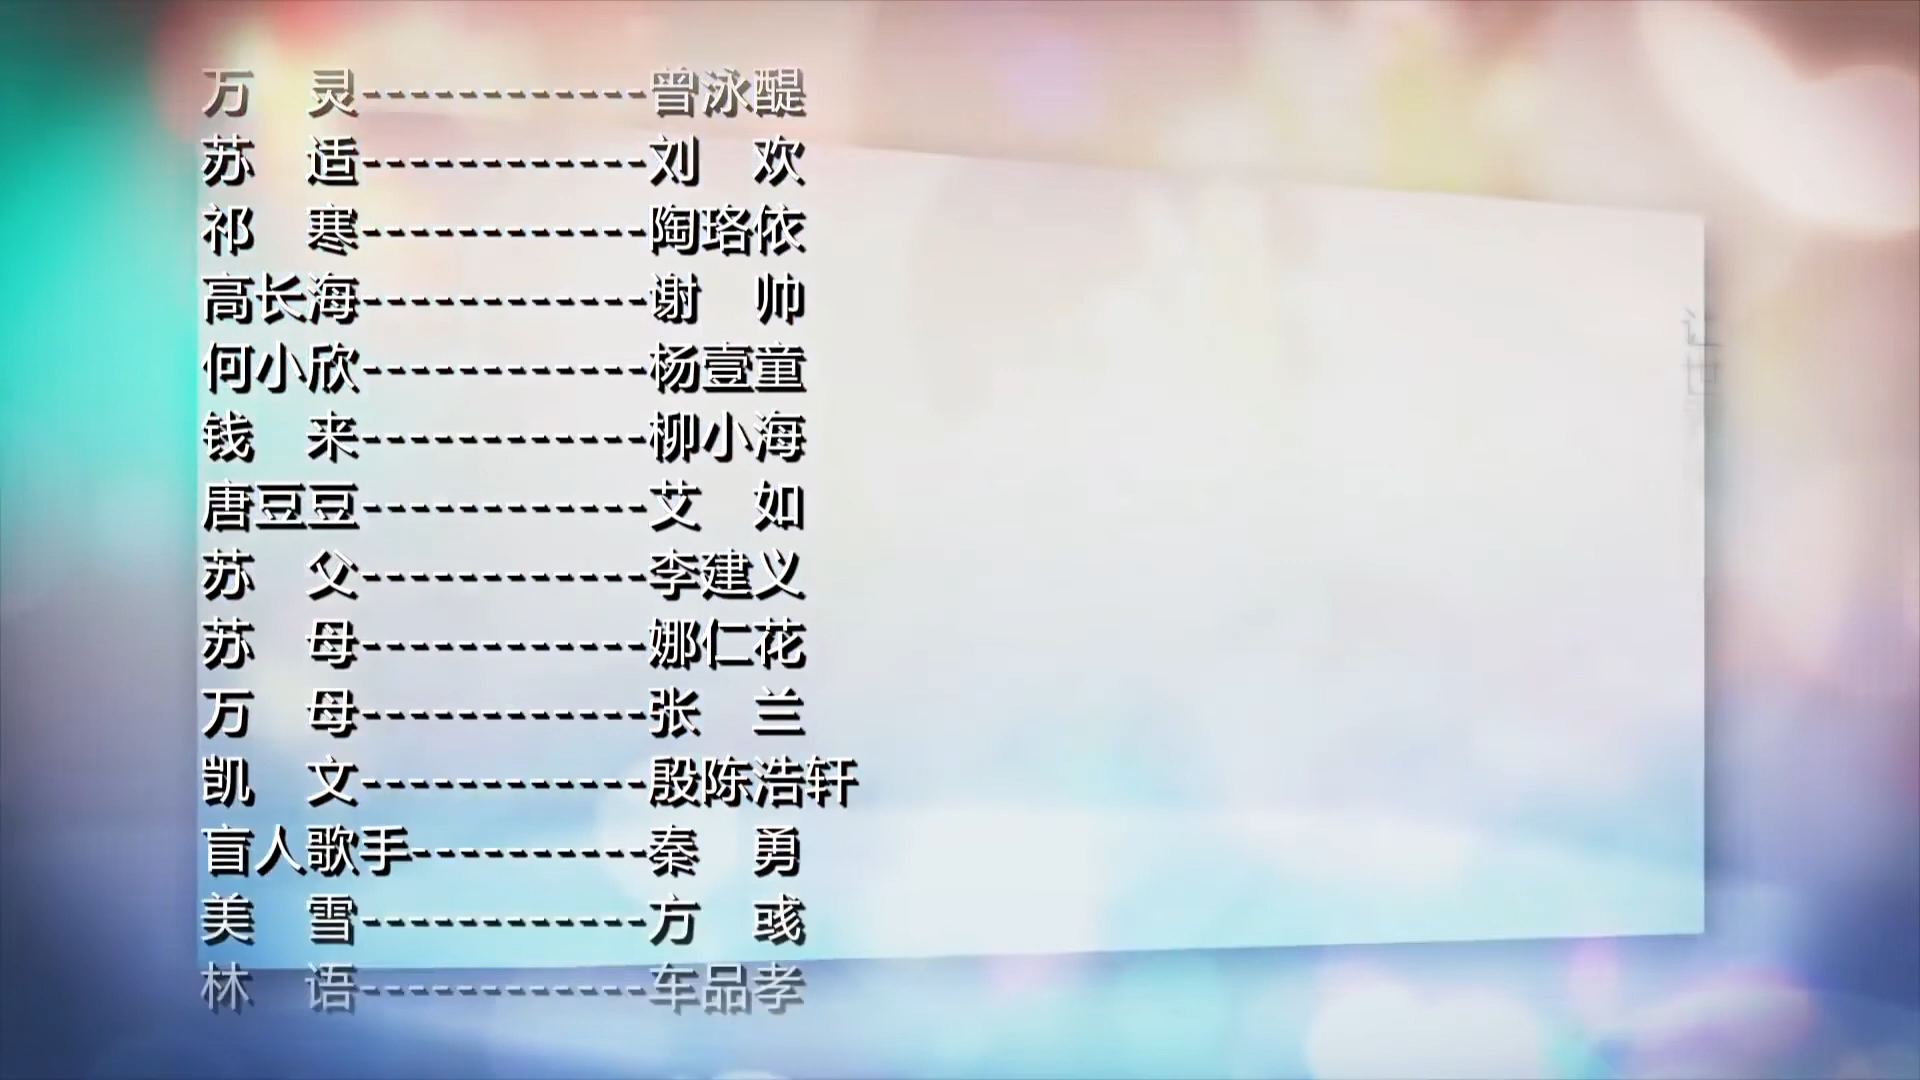 万　灵------------曾泳醍
苏　适------------刘　欢
祁　寒------------陶珞依
高长海------------谢　帅
何小欣------------杨壹童
钱　来------------柳小海
唐豆豆------------艾　如
苏　父------------李建义
苏　母------------娜仁花
万　母------------张　兰
凯　文------------殷陈浩轩
盲人歌手----------秦　勇
美　雪------------方　彧
林　语------------车品孝